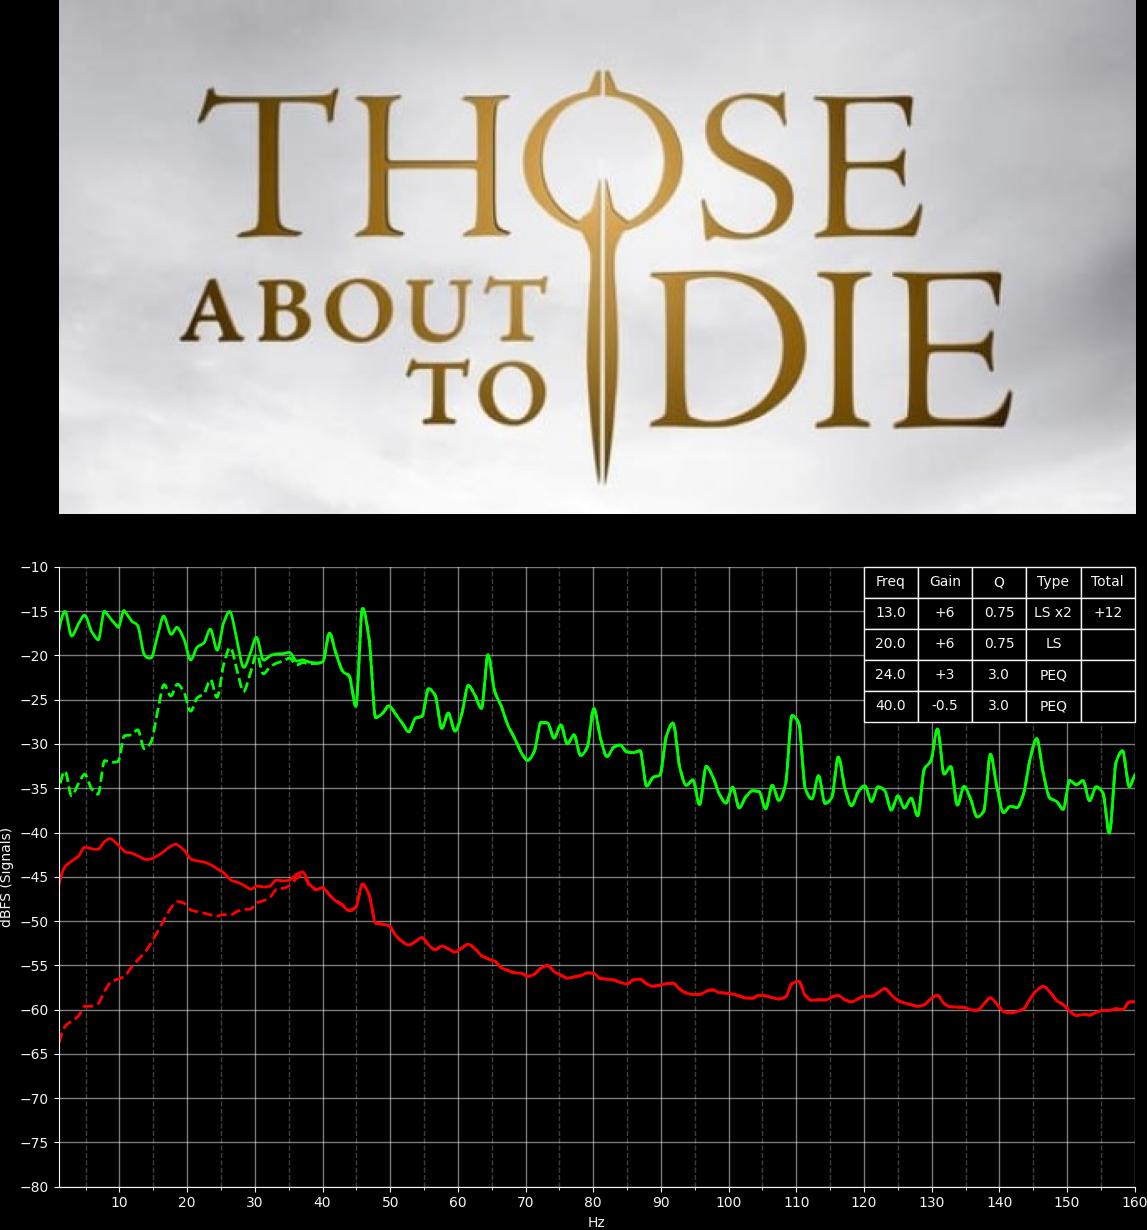 THOSE
ABOUT
TO DIE
Freq Gain Q Type Total
13.0 +6 0.75 LS x2 +12
20.0 +6 0.75 LS
24.0 +3 3.0 PEQ
40.0 -0.5 3.0 PEQ
−10
−15
−20
−25
−30
−35
−40
−45
−50
−55
−60
−65
−70
−75
−80
dBFS (Signals)
10 20 30 40 50 60 70 80 90 100 110 120 130 140 150 160
Hz